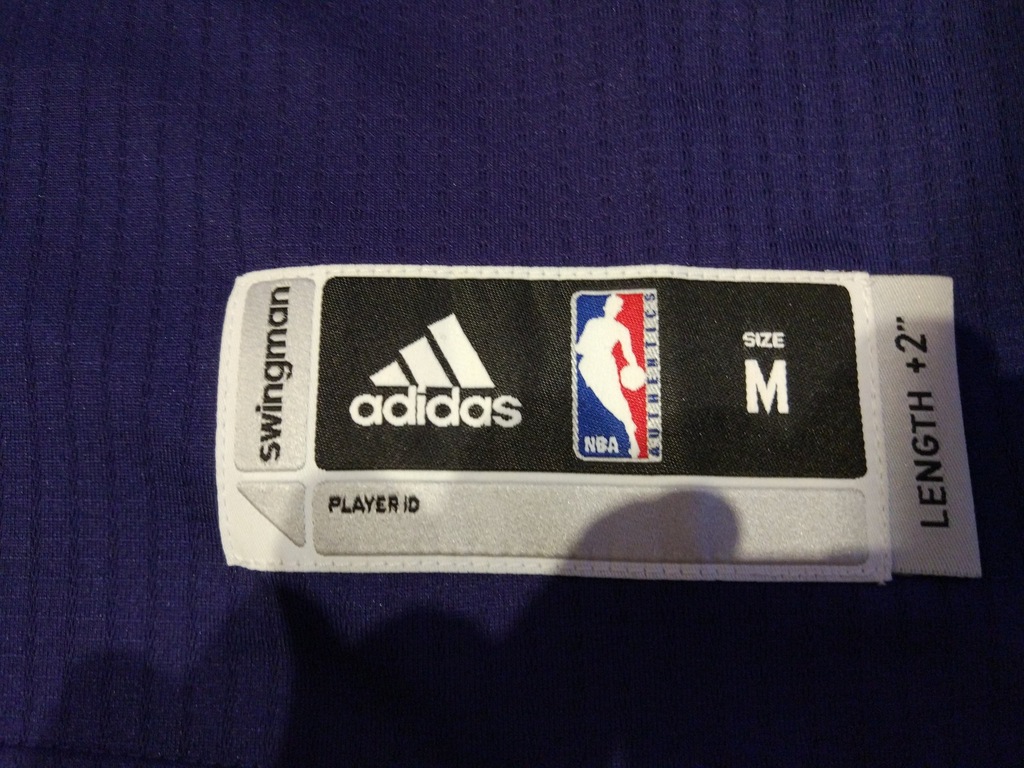 swingman
adidas
NBA
AUTHENTICS
SIZE
M
PLAYER ID
LENGTH +2"